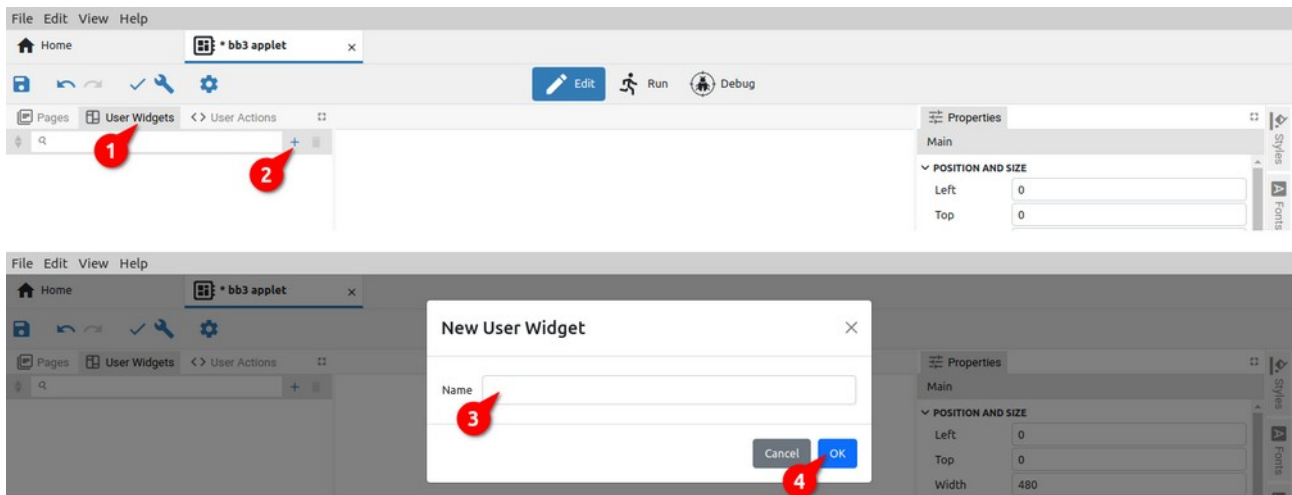 File Edit View Help
Home * bb3 applet ×
Edit Run Debug
Pages User Widgets <> User Actions Properties
1 + Main Styles
2 POSITION AND SIZE
Left 0 A Fonts
Top 0
File Edit View Help
Home * bb3 applet ×
New User Widget ×
Pages User Widgets <> User Actions Properties
+ Name Main Styles
3 POSITION AND SIZE
Cancel OK Left 0 A Fonts
4 Top 0
Width 480